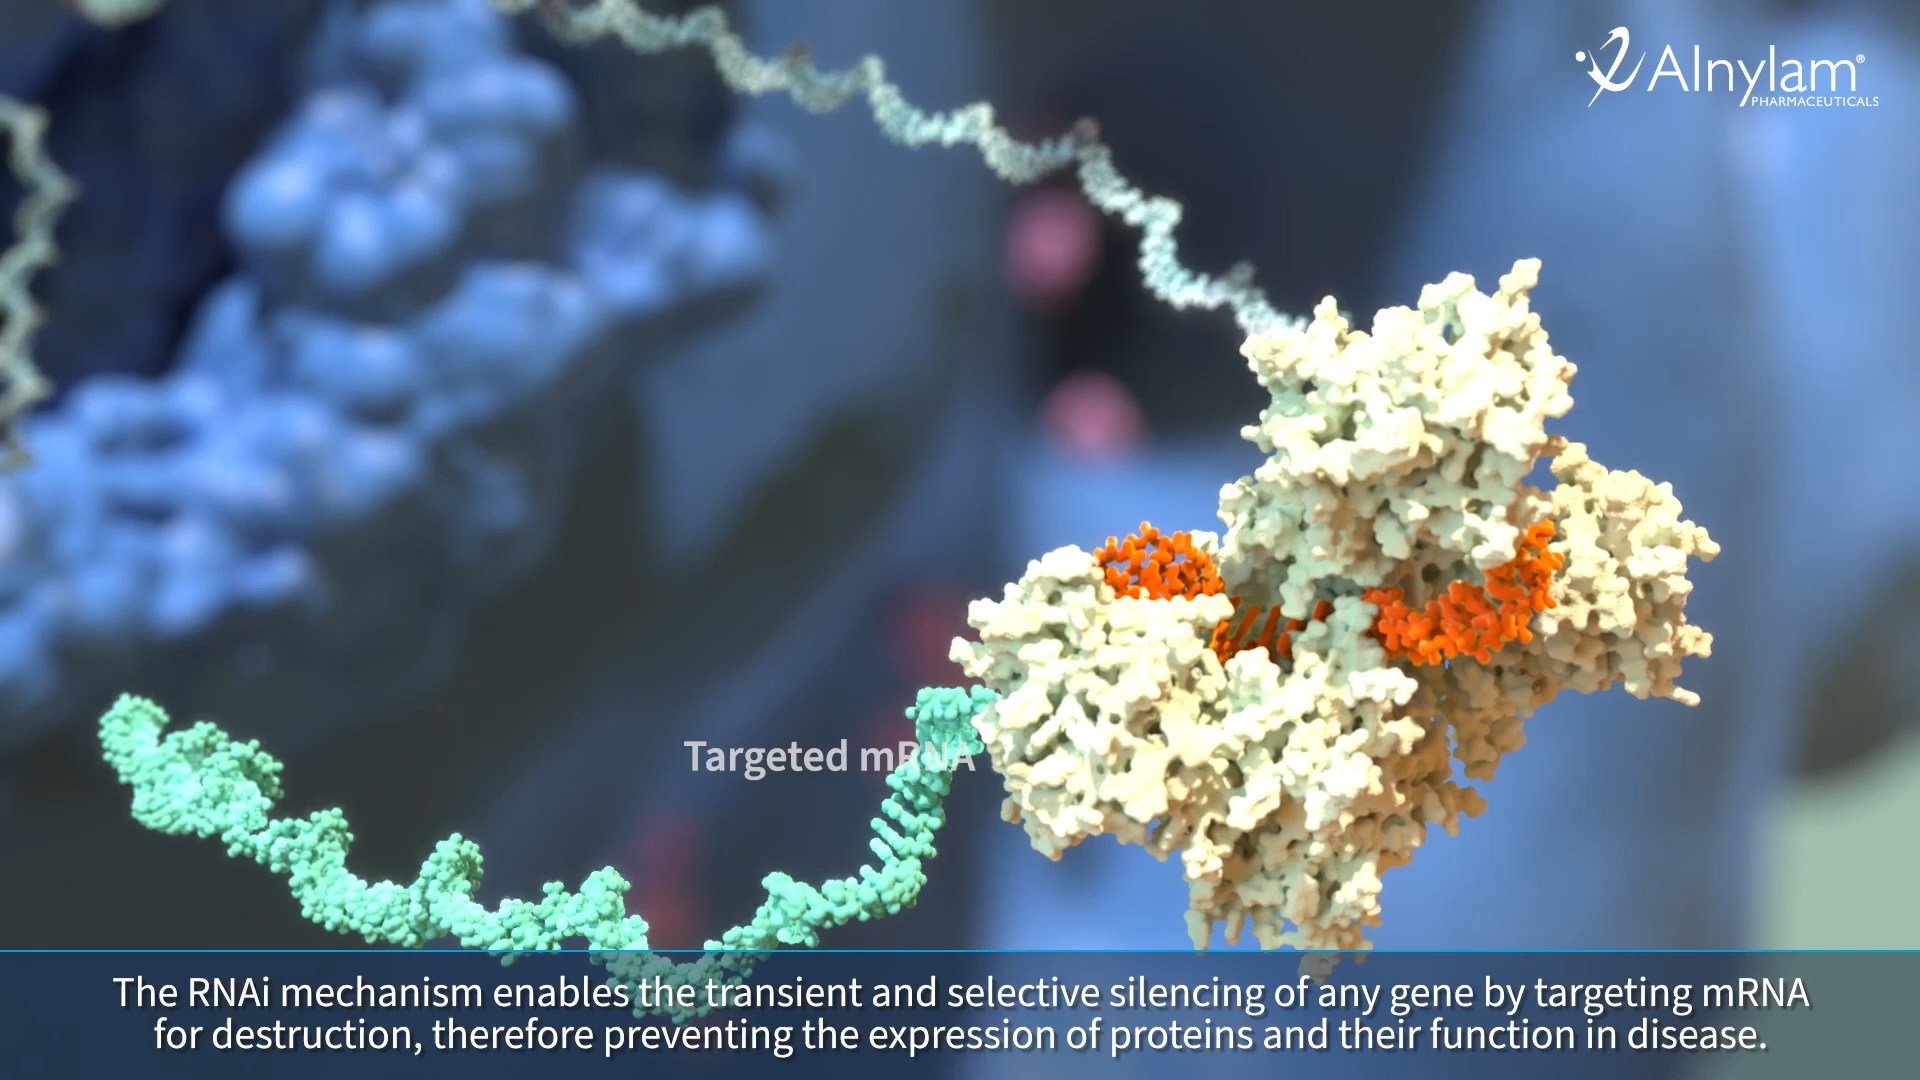 Alnylam®
PHARMACEUTICALS
Targeted mRNA
The RNAi mechanism enables the transient and selective silencing of any gene by targeting mRNA
for destruction, therefore preventing the expression of proteins and their function in disease.